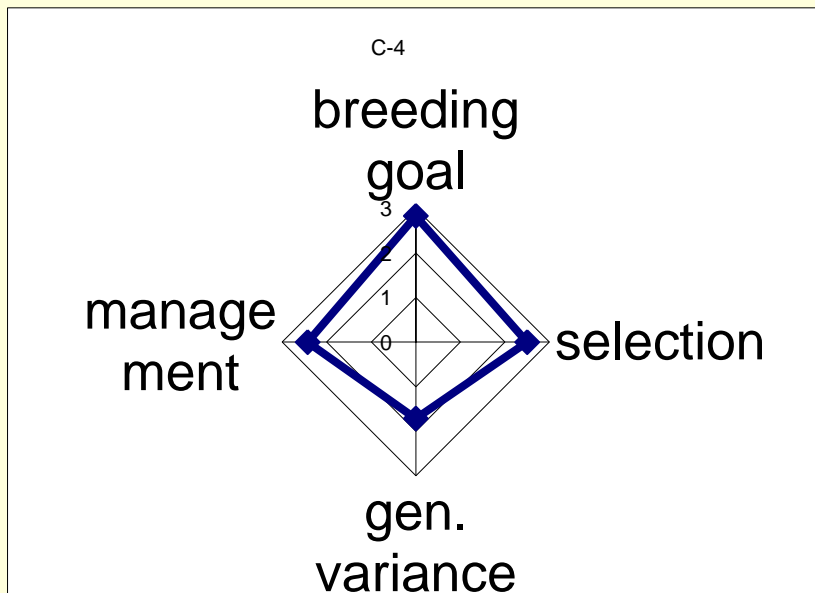 C-4
breeding
goal
3
2
1
0
manage
ment
selection
gen.
variance